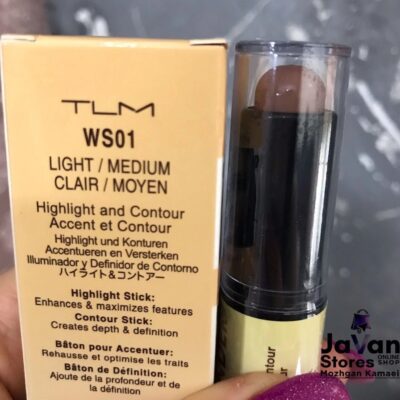 TLM
WS01
LIGHT / MEDIUM
CLAIR / MOYEN
Highlight and Contour
Accent et Contour
Highlight und Konturen
Accentueren en Versterken
Illuminador y Definidor de Contorno
ハイライト&コントアー
Highlight Stick:
Enhances & maximizes features
Contour Stick:
Creates depth & definition
Bâton pour Accentuer:
Rehausse et optimise les traits
Bâton de Définition:
Ajoute de la profondeur et de
la définition
ontour
JaVan
ONLINE
Stores
SHOP
Mozhgan Kamaei